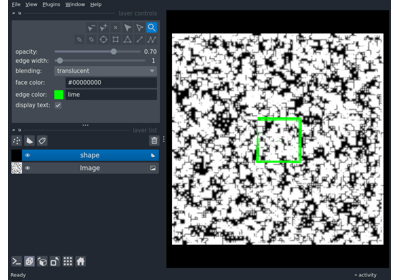 File View Plugins Window Help
layer controls
opacity: 0.70
edge width: 1
blending: translucent
face color: #00000000
edge color: lime
display text:
layer list
shape
Image
Ready
activity